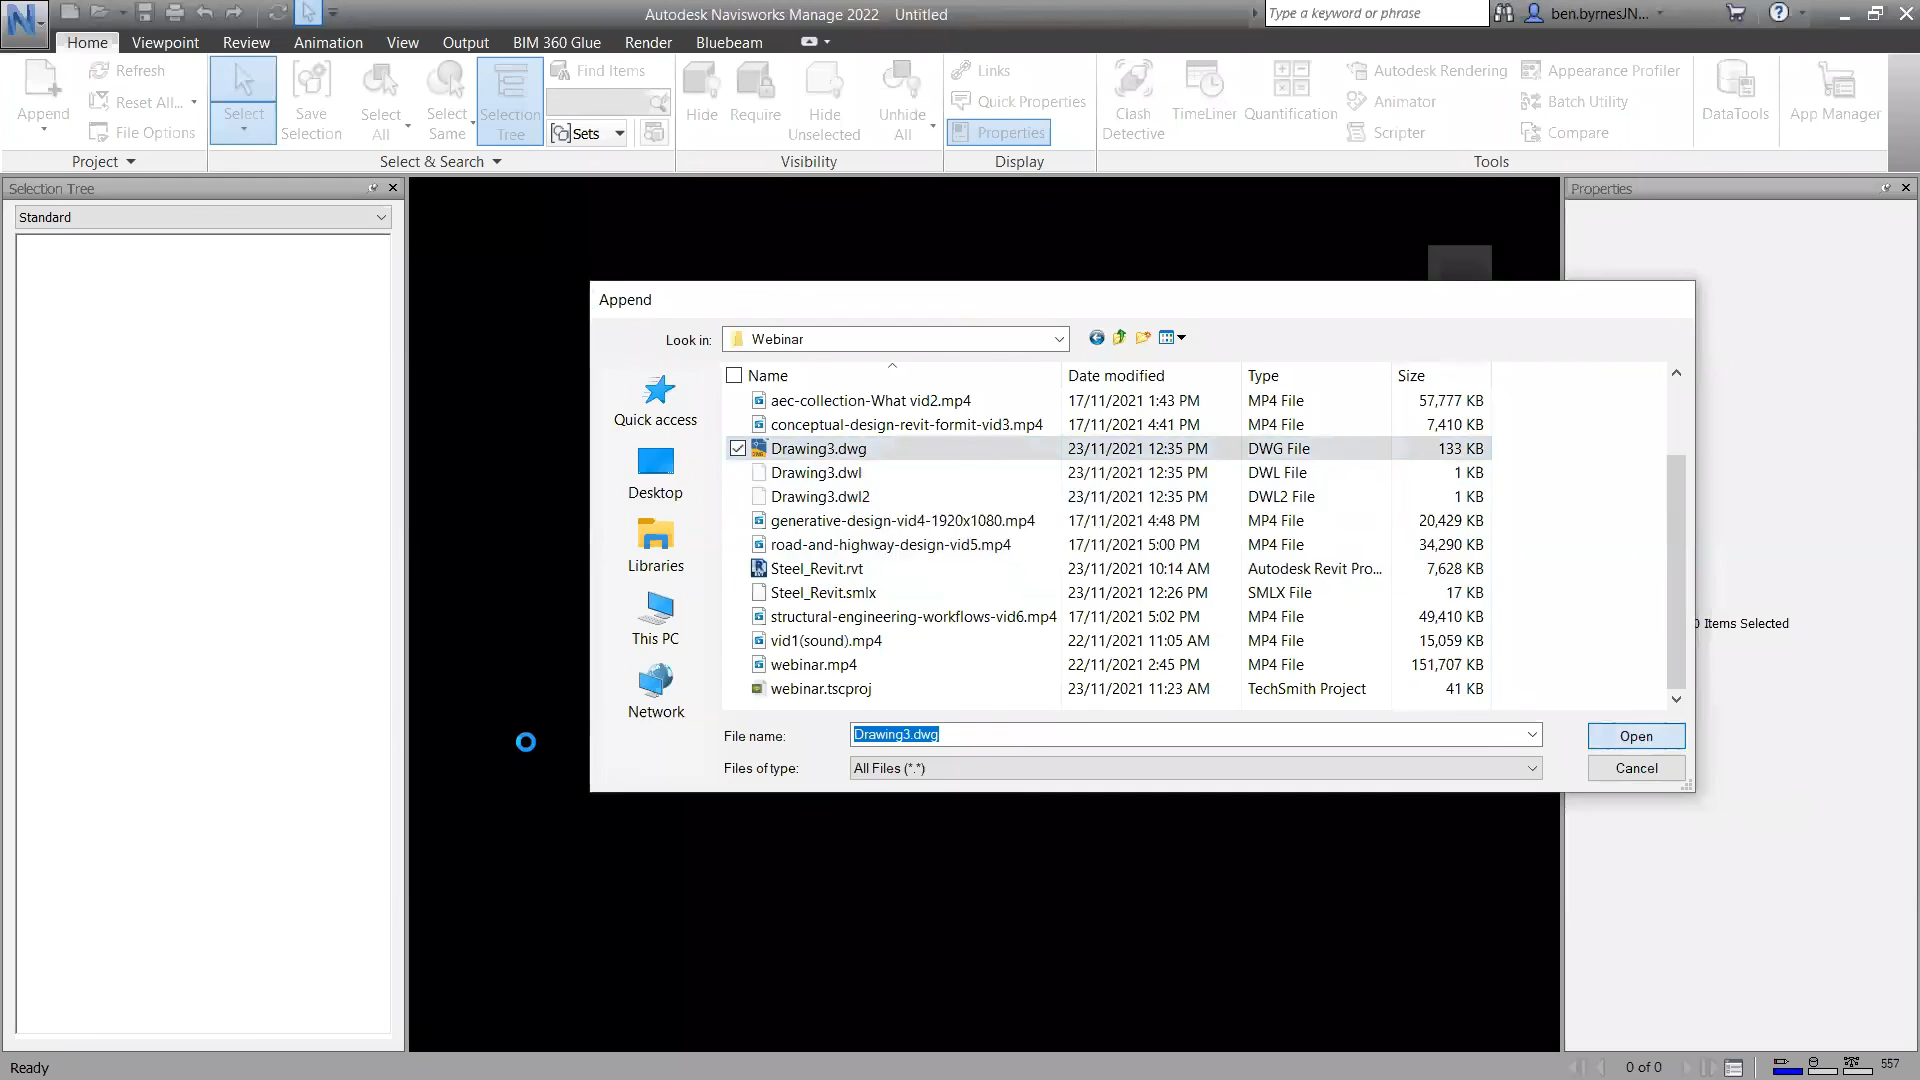 Autodesk Navisworks Manage 2022 Untitled
Type a keyword or phrase
ben.byrnesJN...
Home Viewpoint Review Animation View Output BIM 360 Glue Render Bluebeam
Append
Refresh
Reset All...
File Options
Project
Select
Save Selection
Select All
Select Same
Selection Tree
Find Items
Sets
Select & Search
Hide
Require
Hide Unselected
Unhide All
Visibility
Links
Quick Properties
Properties
Display
Clash Detective
TimeLiner
Quantification
Autodesk Rendering
Animator
Scripter
Appearance Profiler
Batch Utility
Compare
DataTools
App Manager
Tools
Selection Tree
Standard
Properties
0 Items Selected
Append
Look in: Webinar
Quick access
Desktop
Libraries
This PC
Network
Name Date modified Type Size
aec-collection-What vid2.mp4 17/11/2021 1:43 PM MP4 File 57,777 KB
conceptual-design-revit-formit-vid3.mp4 17/11/2021 4:41 PM MP4 File 7,410 KB
Drawing3.dwg 23/11/2021 12:35 PM DWG File 133 KB
Drawing3.dwl 23/11/2021 12:35 PM DWL File 1 KB
Drawing3.dwl2 23/11/2021 12:35 PM DWL2 File 1 KB
generative-design-vid4-1920x1080.mp4 17/11/2021 4:48 PM MP4 File 20,429 KB
road-and-highway-design-vid5.mp4 17/11/2021 5:00 PM MP4 File 34,290 KB
Steel_Revit.rvt 23/11/2021 10:14 AM Autodesk Revit Pro... 7,628 KB
Steel_Revit.smlx 23/11/2021 12:26 PM SMLX File 17 KB
structural-engineering-workflows-vid6.mp4 17/11/2021 5:02 PM MP4 File 49,410 KB
vid1(sound).mp4 22/11/2021 11:05 AM MP4 File 15,059 KB
webinar.mp4 22/11/2021 2:45 PM MP4 File 151,707 KB
webinar.tscproj 23/11/2021 11:23 AM TechSmith Project 41 KB
File name: Drawing3.dwg Open
Files of type: All Files (*.*) Cancel
Ready
0 of 0
557